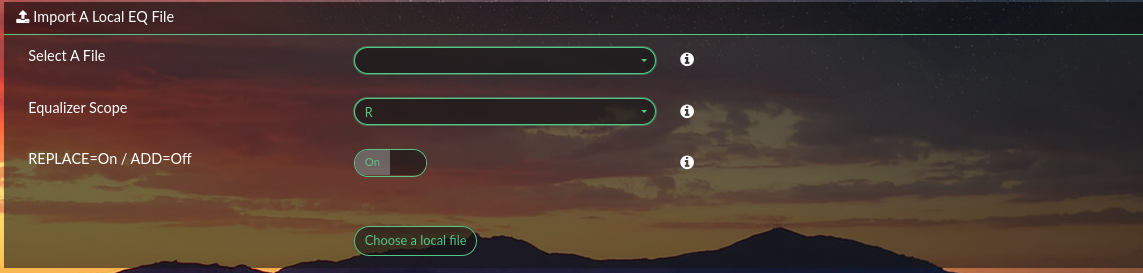 Import A Local EQ File
Select A File
Equalizer Scope
R
REPLACE=On / ADD=Off
On
Choose a local file